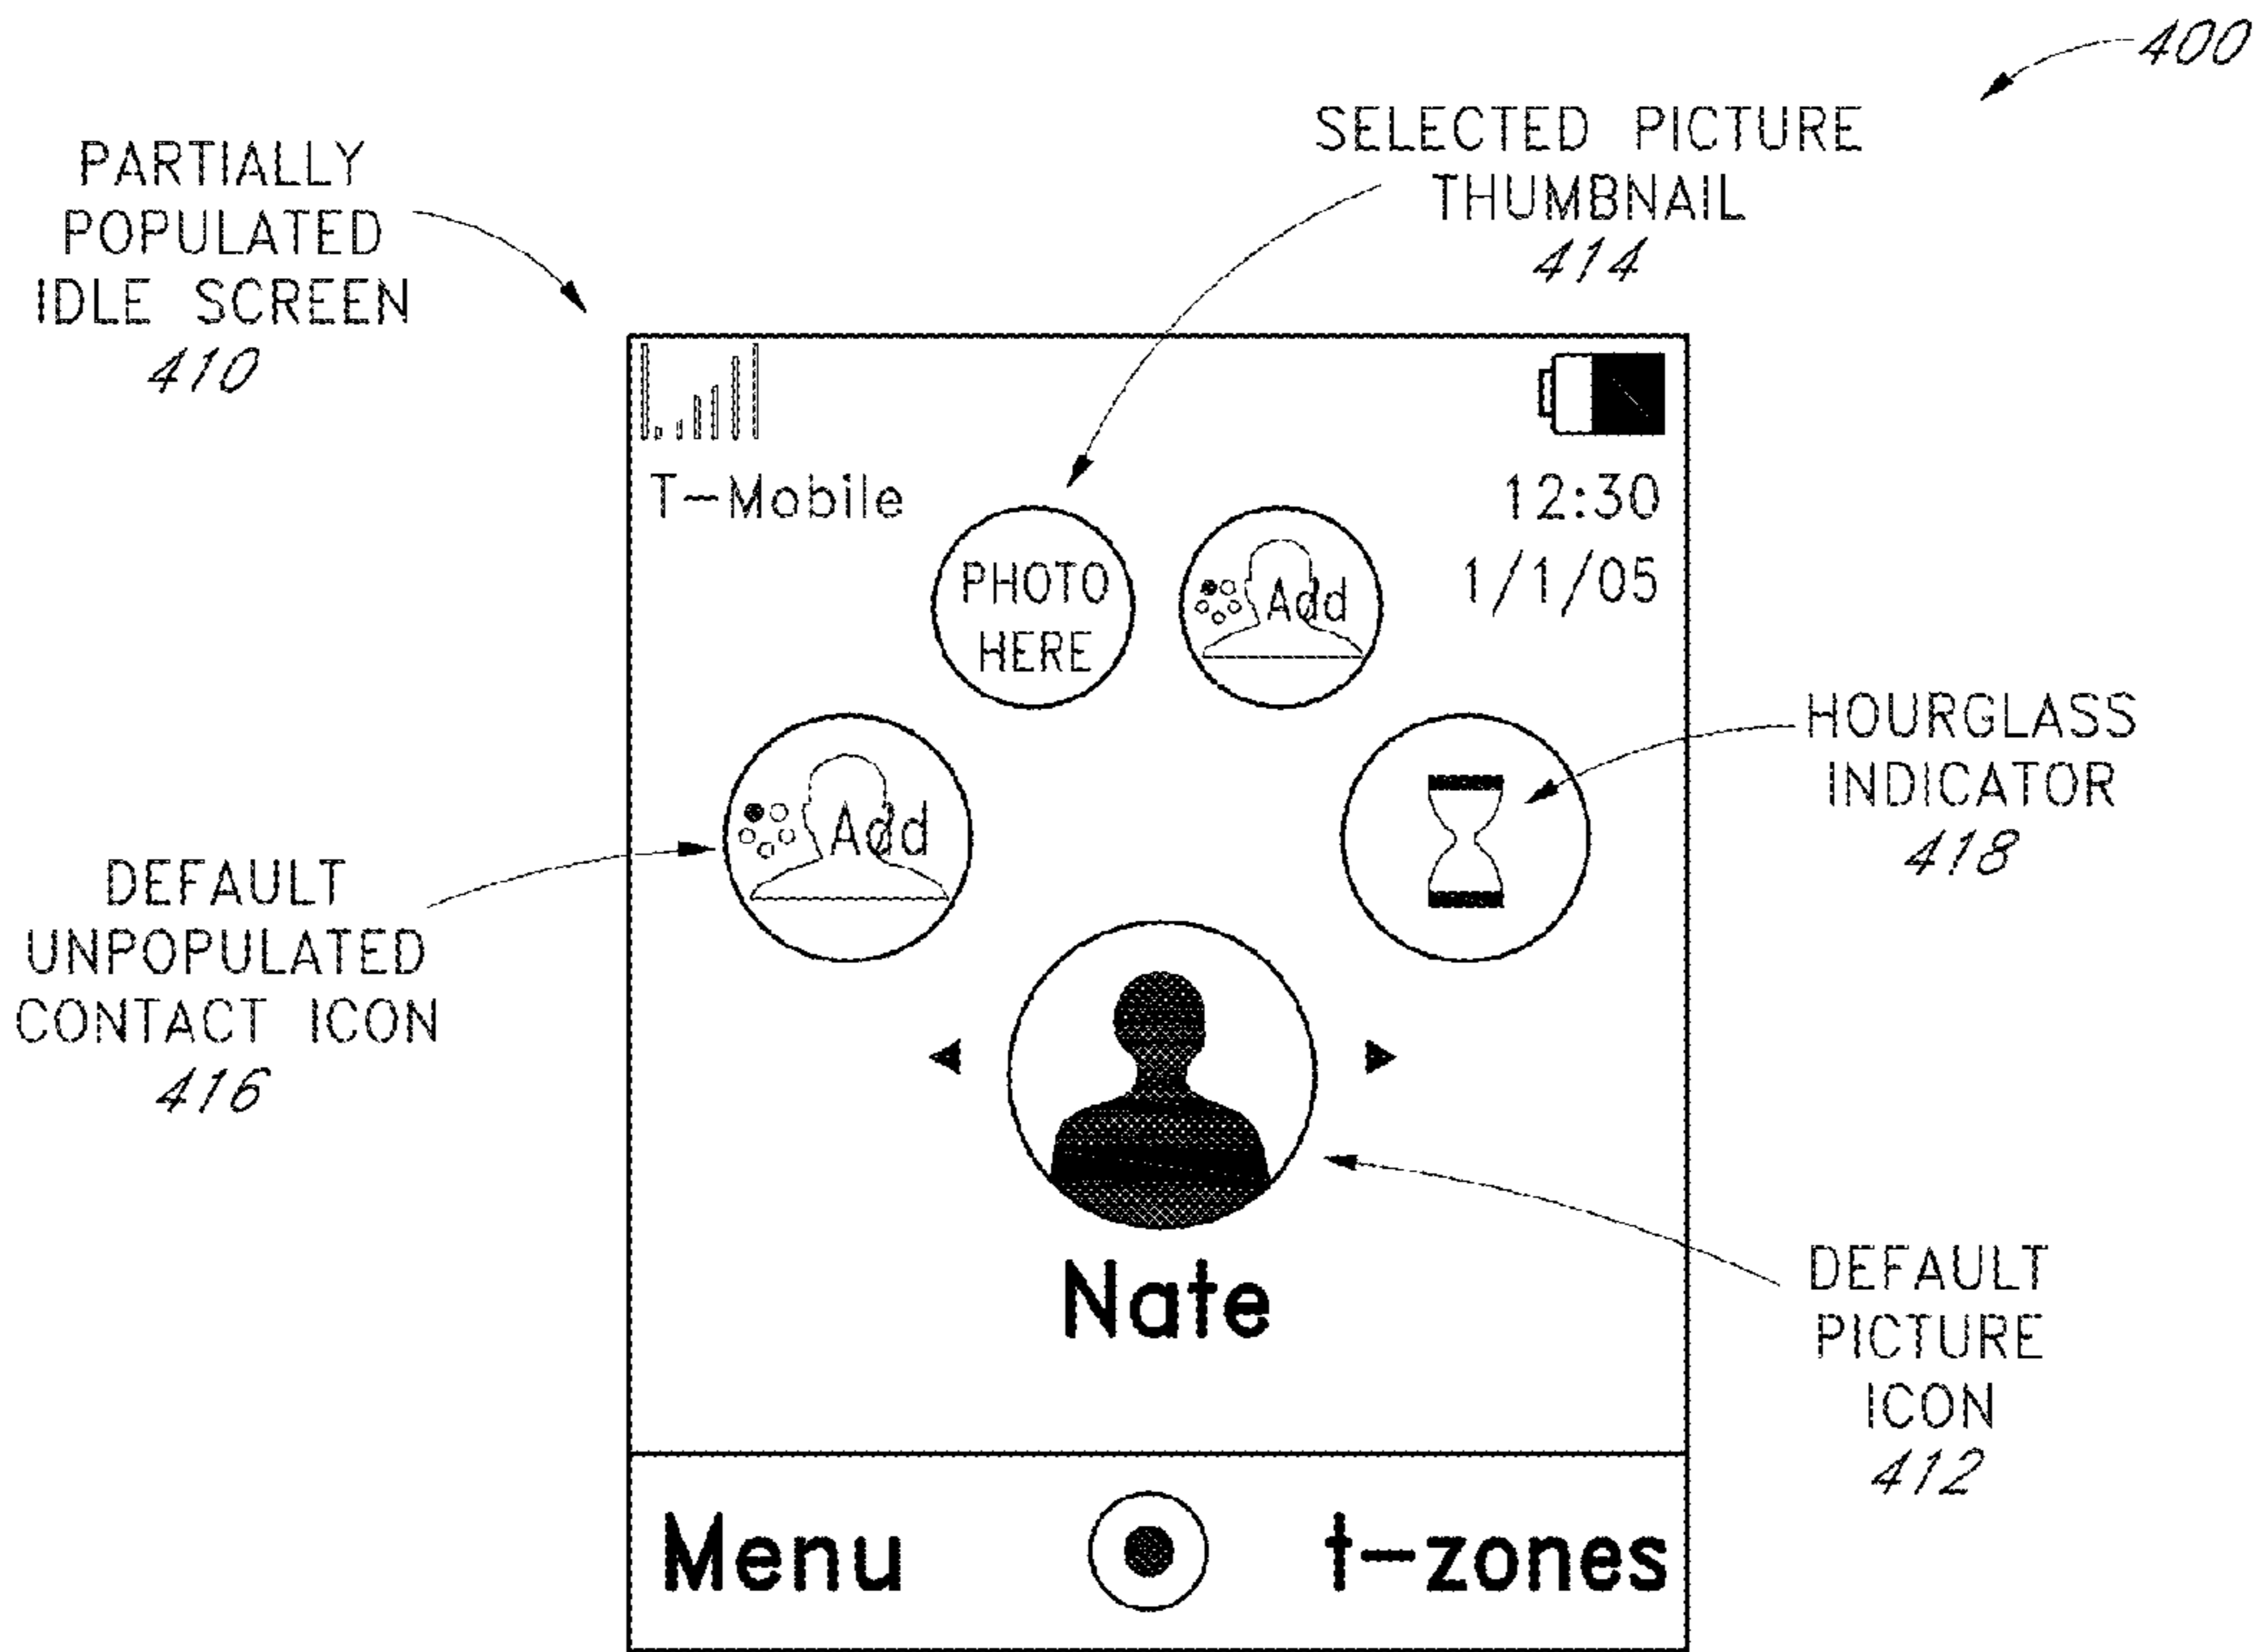 400
SELECTED PICTURE
THUMBNAIL
414
PARTIALLY
POPULATED
IDLE SCREEN
410
T-Mobile
12:30
1/1/05
PHOTO
HERE
Add
Add
HOURGLASS
INDICATOR
418
DEFAULT
UNPOPULATED
CONTACT ICON
416
Nate
DEFAULT
PICTURE
ICON
412
Menu
t-zones